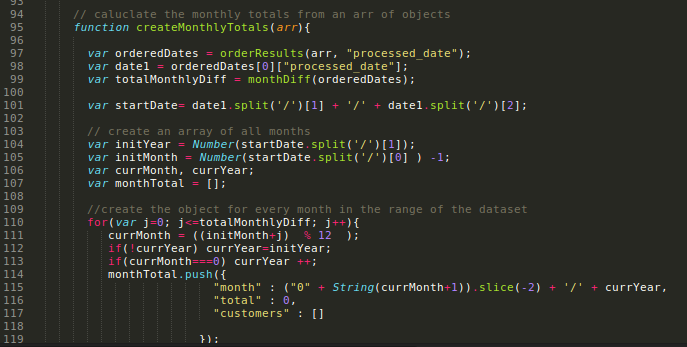 93
94 // caluclate the monthly totals from an arr of objects
95 function createMonthlyTotals(arr){
96
97 var orderedDates = orderResults(arr, "processed_date");
98 var date1 = orderedDates[0]["processed_date"];
99 var totalMonthlyDiff = monthDiff(orderedDates);
100
101 var startDate= date1.split('/')[1] + '/' + date1.split('/')[2];
102
103 // create an array of all months
104 var initYear = Number(startDate.split('/')[1]);
105 var initMonth = Number(startDate.split('/')[0] ) -1;
106 var currMonth, currYear;
107 var monthTotal = [];
108
109 //create the object for every month in the range of the dataset
110 for(var j=0; j<=totalMonthlyDiff; j++){
111 currMonth = ((initMonth+j) % 12 );
112 if(!currYear) currYear=initYear;
113 if(currMonth===0) currYear ++;
114 monthTotal.push({
115 "month" : ("0" + String(currMonth+1)).slice(-2) + '/' + currYear,
116 "total" : 0,
117 "customers" : []
118
119 });